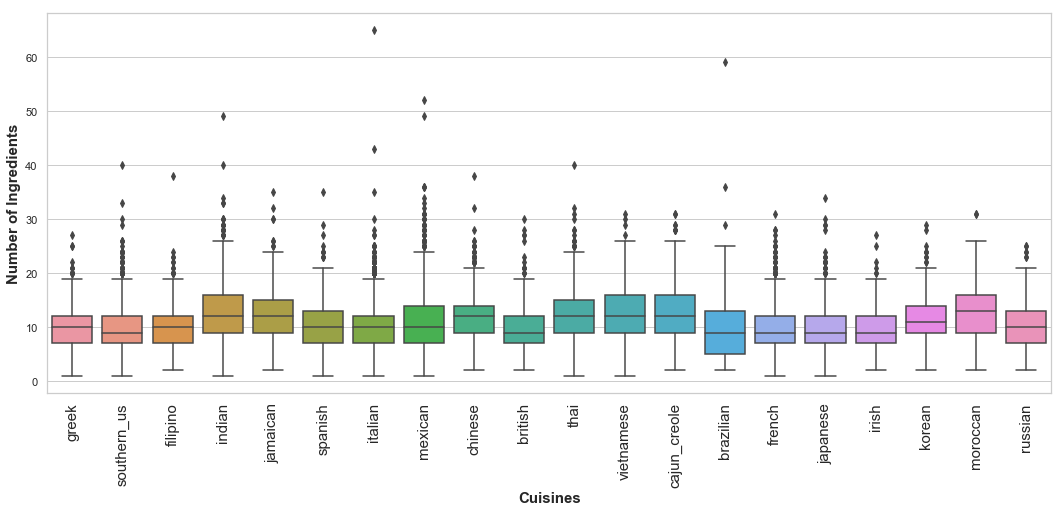 Number of Ingredients
60
50
40
30
20
10
0
greek
southern_us
filipino
indian
jamaican
spanish
italian
mexican
chinese
british
thai
vietnamese
cajun_creole
brazilian
french
japanese
irish
korean
moroccan
russian
Cuisines